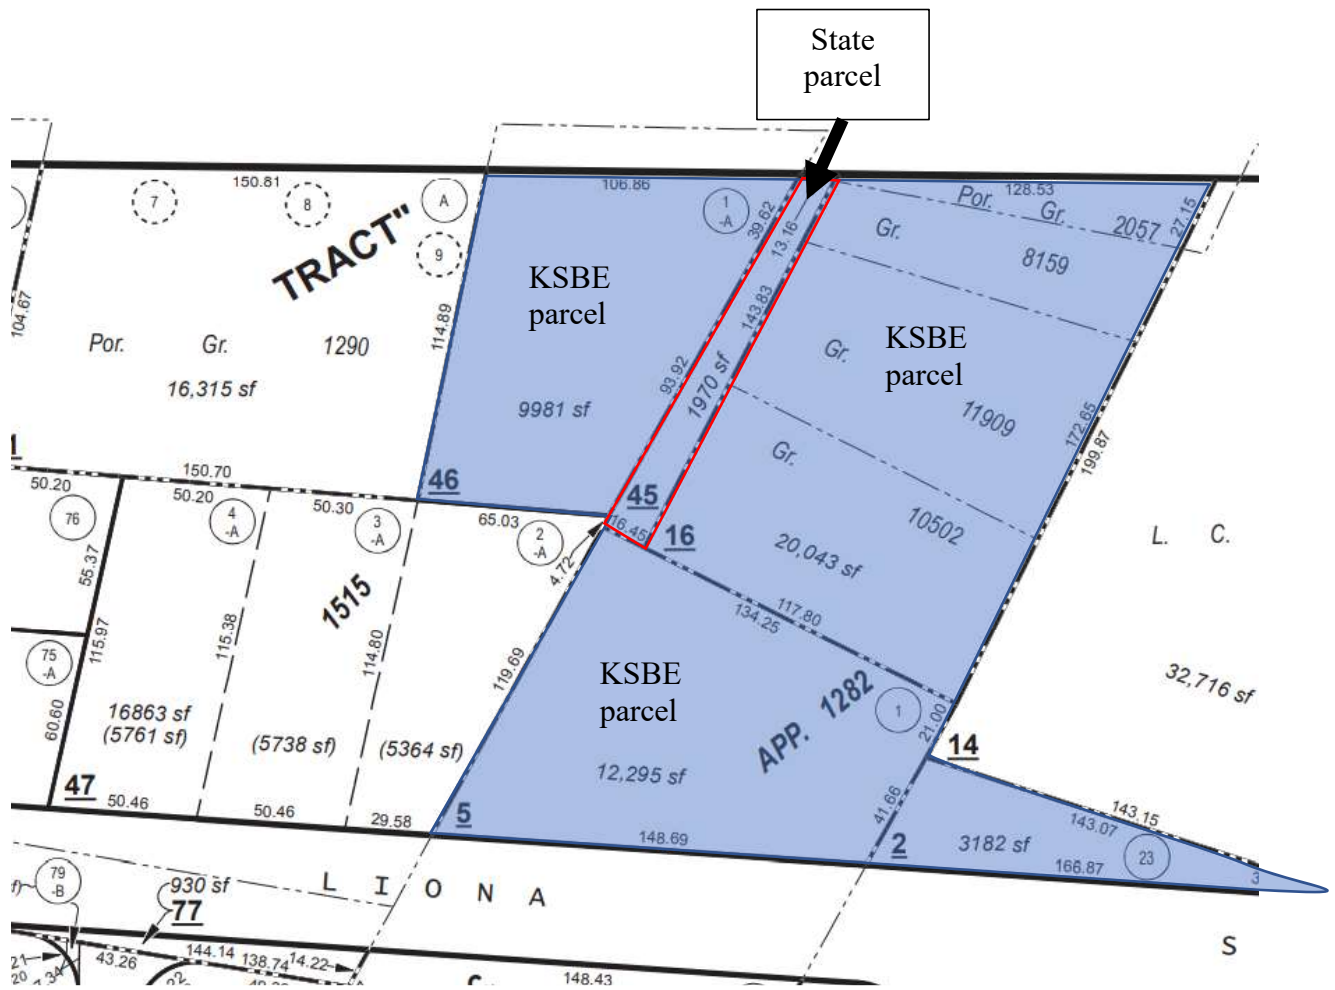 State
parcel
150.81
106.86
128.53
7
8
A
1
-A
9
TRACT"
39.62
13.16
Por. Gr. 2057
27.15
Gr.
8159
104.67
114.89
KSBE
parcel
143.83
KSBE
parcel
Por. Gr. 1290
16,315 sf
93.92
1970 sf
Gr.
11909
9981 sf
172.65
199.87
Gr.
10502
150.70
46
45
16
50.20
50.20
50.30
65.03
16.45
76
4
-A
3
-A
2
-A
4.72
20,043 sf
L. C.
55.37
115.97
115.38
1515
114.80
117.80
134.25
119.69
75
-A
60.60
KSBE
parcel
32,716 sf
16863 sf
(5761 sf)
(5738 sf)
(5364 sf)
APP. 1282
1
21.00
14
12,295 sf
47
50.46
50.46
29.58
5
148.69
41.66
2
3182 sf
143.15
143.07
23
166.87
3
79
-B
930 sf
77
LIONA
S
43.26
144.14
138.74
14.22
148.43